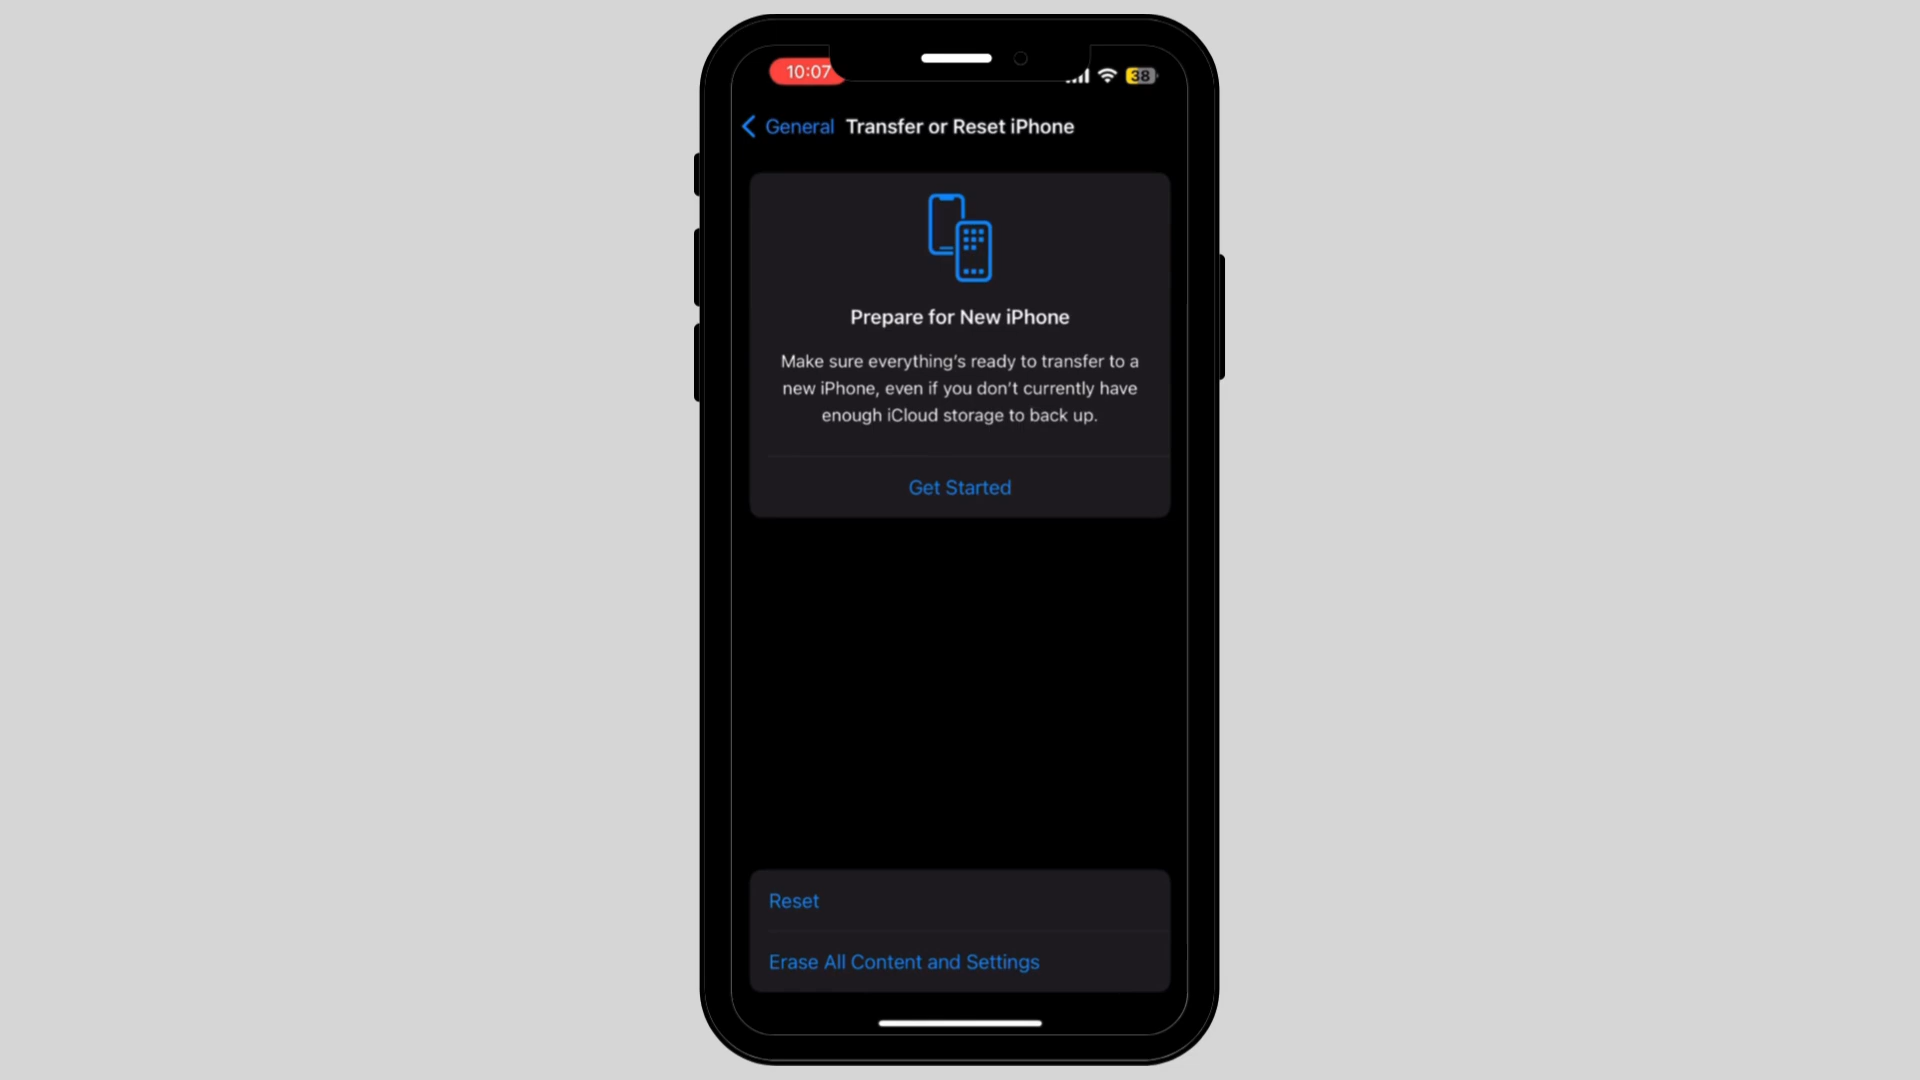 10:07
38
General Transfer or Reset iPhone
Prepare for New iPhone
Make sure everything's ready to transfer to a
new iPhone, even if you don't currently have
enough iCloud storage to back up.
Get Started
Reset
Erase All Content and Settings